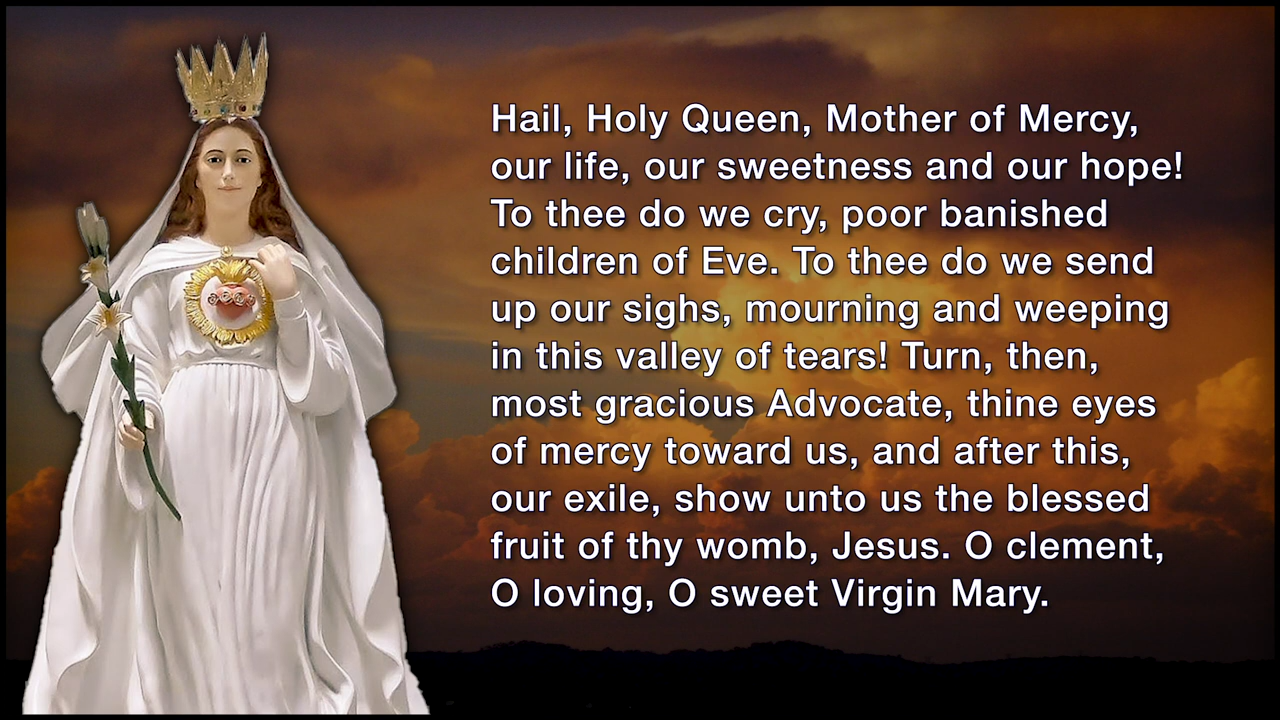 Hail, Holy Queen, Mother of Mercy,
our life, our sweetness and our hope!
To thee do we cry, poor banished
children of Eve. To thee do we send
up our sighs, mourning and weeping
in this valley of tears! Turn, then,
most gracious Advocate, thine eyes
of mercy toward us, and after this,
our exile, show unto us the blessed
fruit of thy womb, Jesus. O clement,
O loving, O sweet Virgin Mary.